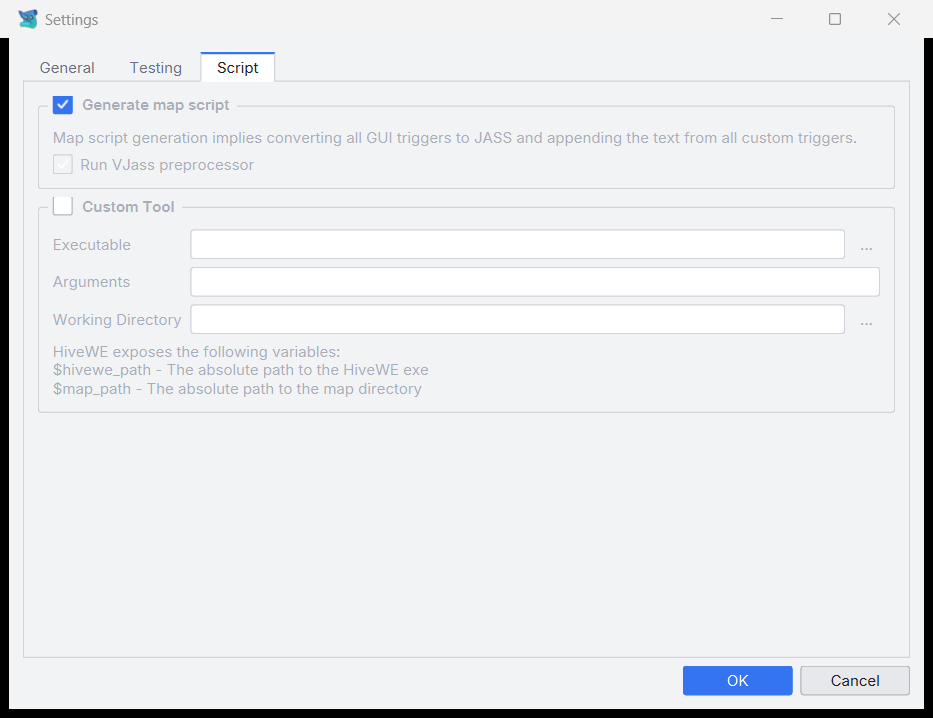 Settings
General Testing Script
Generate map script
Map script generation implies converting all GUI triggers to JASS and appending the text from all custom triggers.
Run VJass preprocessor
Custom Tool
Executable ...
Arguments
Working Directory ...
HiveWE exposes the following variables:
$hivewe_path - The absolute path to the HiveWE exe
$map_path - The absolute path to the map directory
OK Cancel